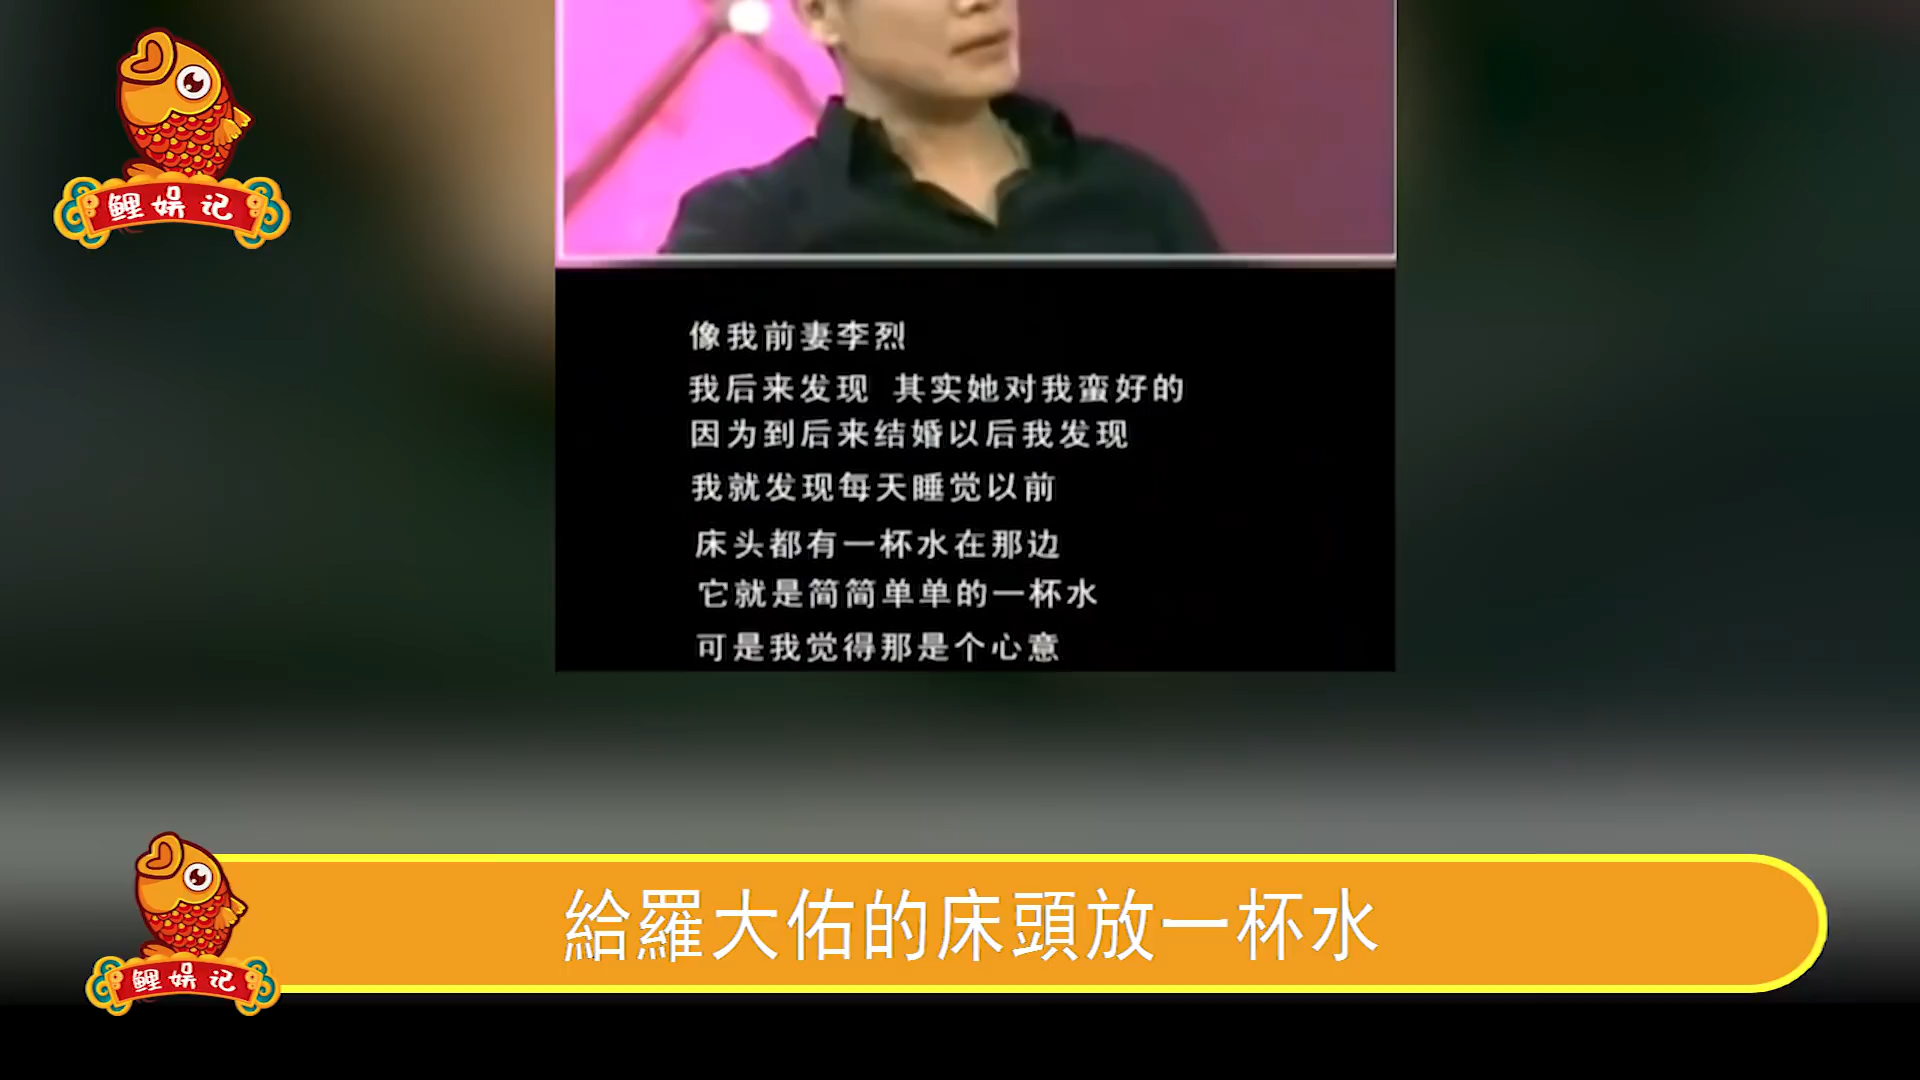 鲤娱记
像我前妻李烈
我后来发现 其实她对我蛮好的
因为到后来结婚以后我发现
我就发现每天睡觉以前
床头都有一杯水在那边
它就是简简单单的一杯水
可是我觉得那是个心意
給羅大佑的床頭放一杯水
鲤娱记